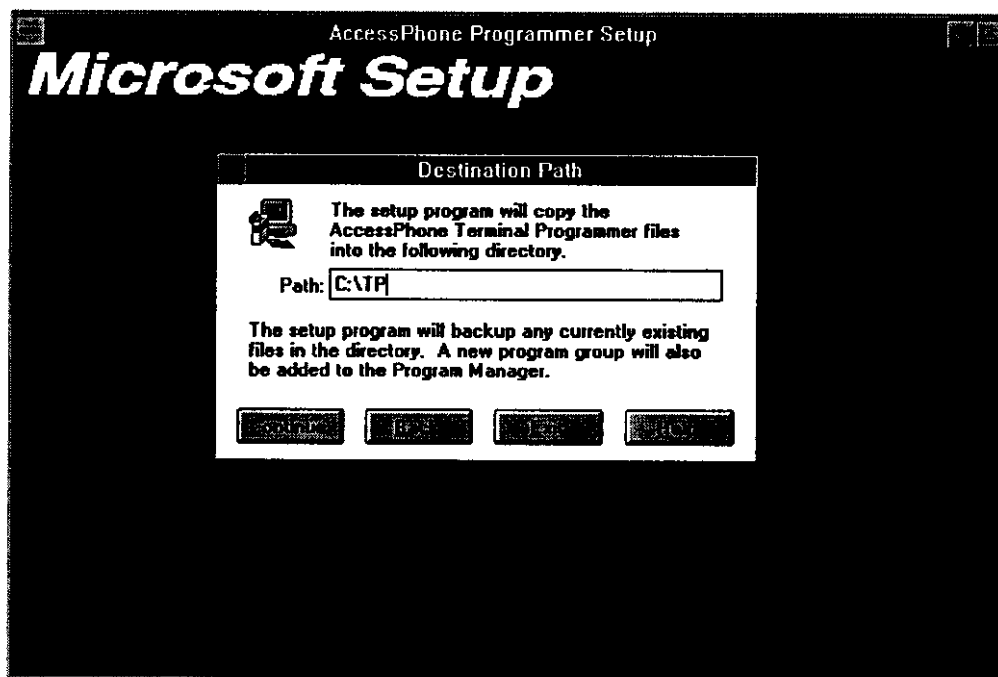 AccessPhone Programmer Setup
Microsoft Setup
Destination Path
The setup program will copy the
AccessPhone Terminal Programmer files
into the following directory.
Path: C:\TP
The setup program will backup any currently existing
files in the directory. A new program group will also
be added to the Program Manager.